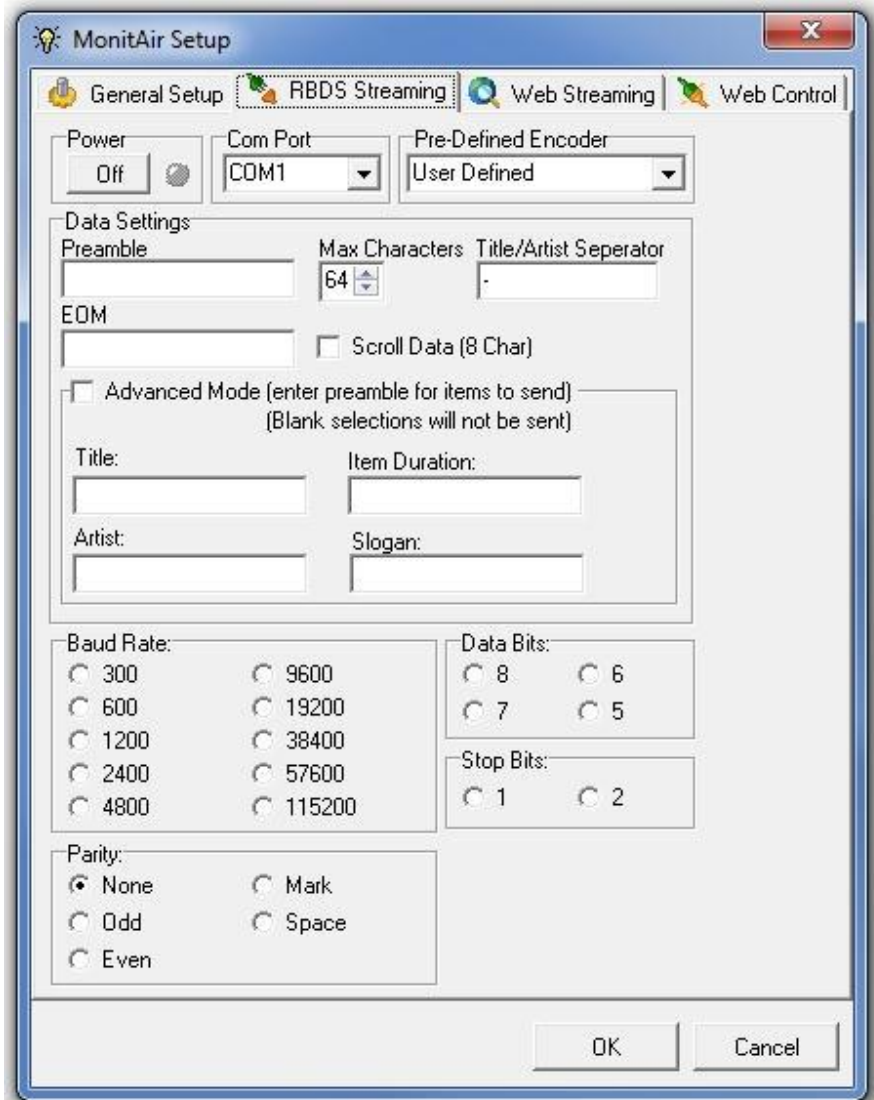 MonitAir Setup
General Setup RBDS Streaming Web Streaming Web Control
Power Com Port Pre-Defined Encoder
Off COM1 User Defined
Data Settings
Preamble Max Characters Title/Artist Seperator
64 -
EOM
Scroll Data (8 Char)
Advanced Mode (enter preamble for items to send)
(Blank selections will not be sent)
Title: Item Duration:
Artist: Slogan:
Baud Rate: Data Bits:
300 9600 8 6
600 19200 7 5
1200 38400
2400 57600 Stop Bits:
4800 115200 1 2
Parity:
None Mark
Odd Space
Even
OK Cancel